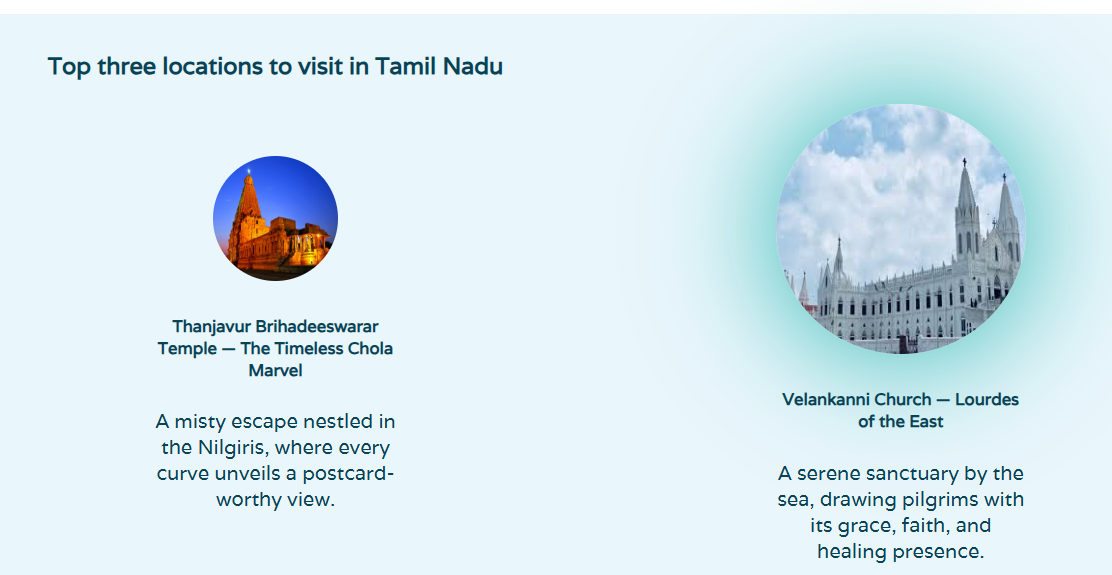 Top three locations to visit in Tamil Nadu
Thanjavur Brihadeeswarar
Temple — The Timeless Chola
Marvel
A misty escape nestled in
the Nilgiris, where every
curve unveils a postcard-
worthy view.
Velankanni Church — Lourdes
of the East
A serene sanctuary by the
sea, drawing pilgrims with
its grace, faith, and
healing presence.